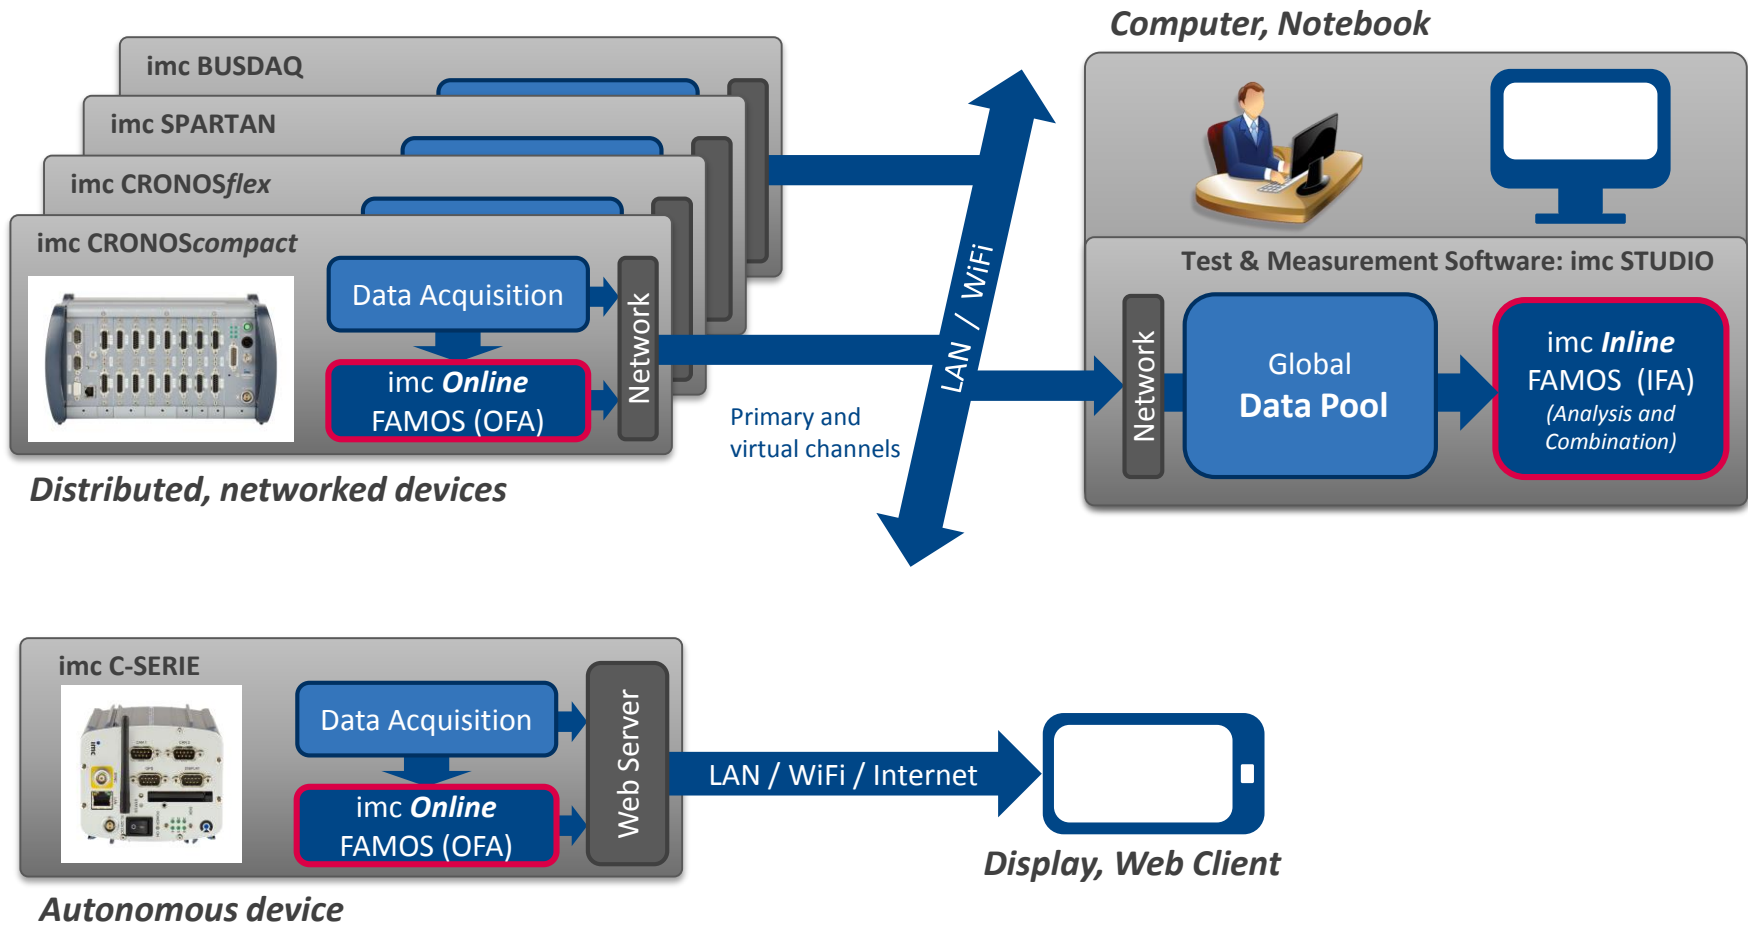 Computer, Notebook
imc BUSDAQ
imc SPARTAN
imc CRONOSflex
imc CRONOScompact
Data Acquisition
imc Online
FAMOS (OFA)
Network
Distributed, networked devices
Primary and
virtual channels
LAN / WiFi
Test & Measurement Software: imc STUDIO
Network
Global
Data Pool
imc Inline
FAMOS (IFA)
(Analysis and
Combination)
imc C-SERIE
imc
Data Acquisition
imc Online
FAMOS (OFA)
Web Server
LAN / WiFi / Internet
Display, Web Client
Autonomous device